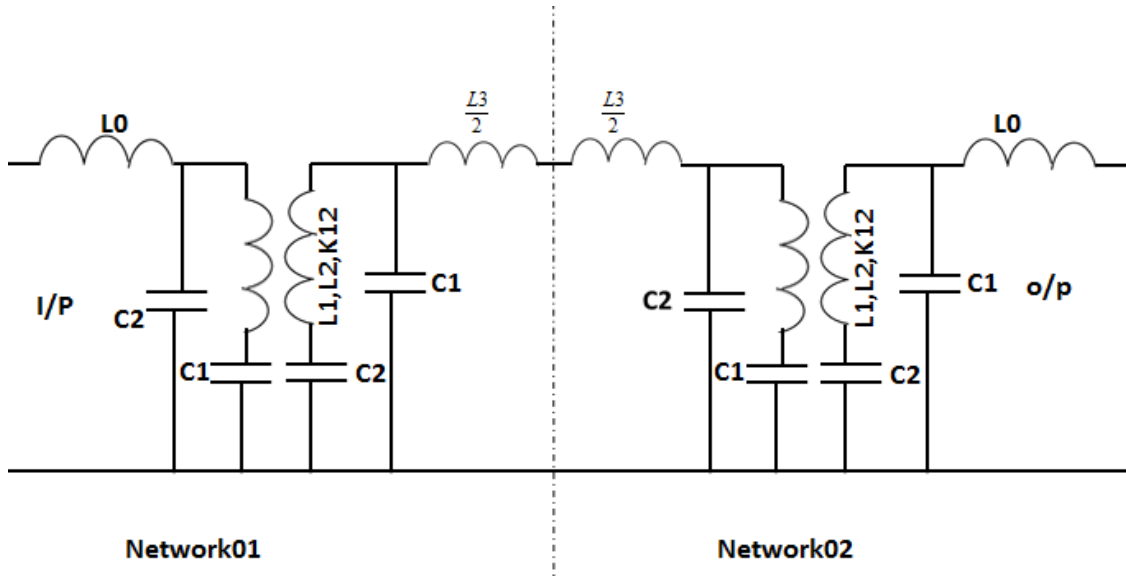 L3/2
L3/2
L0
L0
L1,L2,K12
L1,L2,K12
I/P
C2
C1
C2
C1
C2
C1
C2
C1
o/p
Network01
Network02